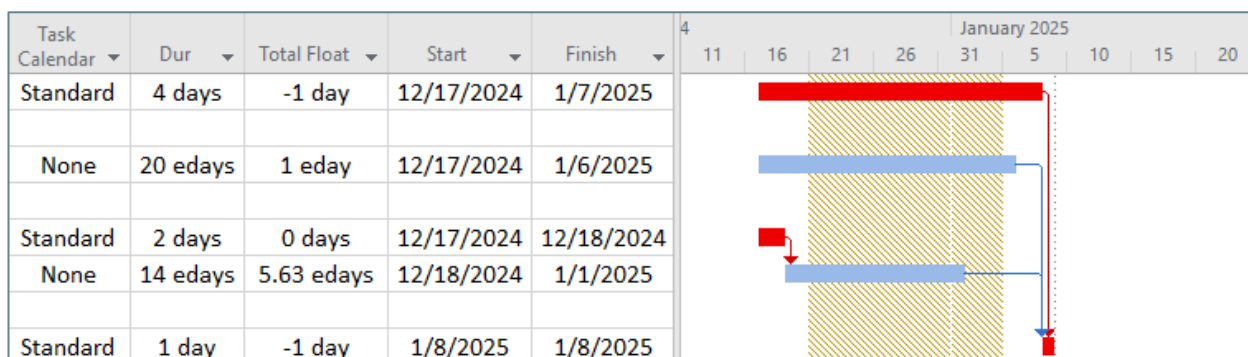 Task Calendar Dur Total Float Start Finish
4 January 2025
11 16 21 26 31 5 10 15 20
Standard 4 days -1 day 12/17/2024 1/7/2025
None 20 edays 1 eday 12/17/2024 1/6/2025
Standard 2 days 0 days 12/17/2024 12/18/2024
None 14 edays 5.63 edays 12/18/2024 1/1/2025
Standard 1 day -1 day 1/8/2025 1/8/2025